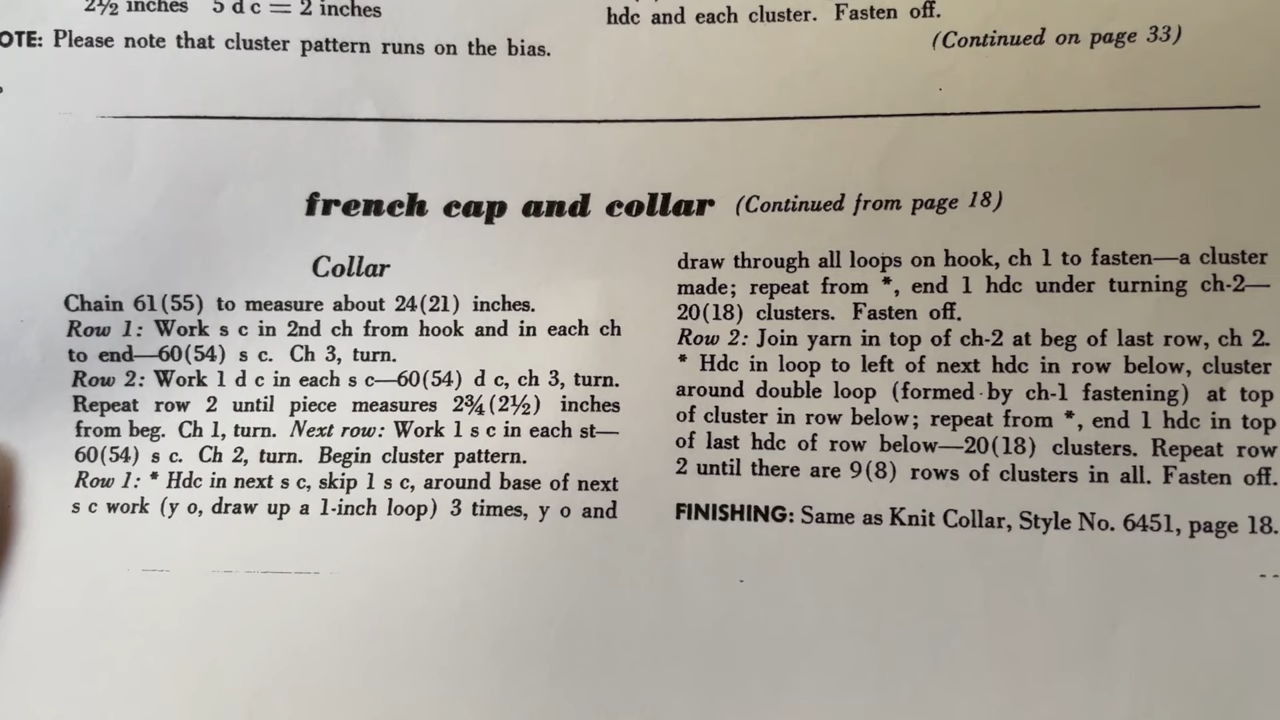 2½ inches 5 d c = 2 inches
OTE: Please note that cluster pattern runs on the bias.
hdc and each cluster. Fasten off.
(Continued on page 33)
french cap and collar (Continued from page 18)
Collar
Chain 61(55) to measure about 24(21) inches.
Row 1: Work s c in 2nd ch from hook and in each ch
to end—60(54) s c. Ch 3, turn.
Row 2: Work 1 d c in each s c—60(54) d c, ch 3, turn.
Repeat row 2 until piece measures 2¾(2½) inches
from beg. Ch 1, turn. Next row: Work 1 s c in each st—
60(54) s c. Ch 2, turn. Begin cluster pattern.
Row 1: * Hdc in next s c, skip 1 s c, around base of next
s c work (y o, draw up a 1-inch loop) 3 times, y o and
draw through all loops on hook, ch 1 to fasten—a cluster
made; repeat from *, end 1 hdc under turning ch-2—
20(18) clusters. Fasten off.
Row 2: Join yarn in top of ch-2 at beg of last row, ch 2.
* Hdc in loop to left of next hdc in row below, cluster
around double loop (formed by ch-1 fastening) at top
of cluster in row below; repeat from *, end 1 hdc in top
of last hdc of row below—20(18) clusters. Repeat row
2 until there are 9(8) rows of clusters in all. Fasten off.
FINISHING: Same as Knit Collar, Style No. 6451, page 18.